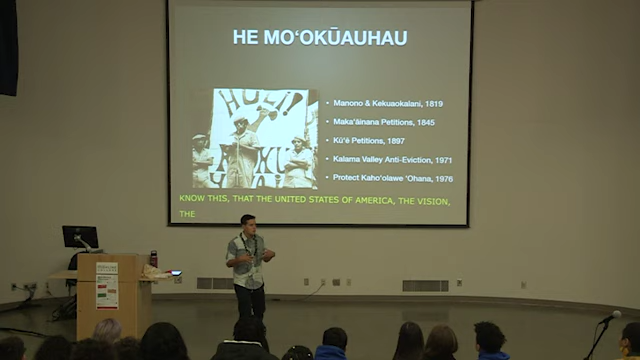 HE MOʻOKŪAUHAU
HULI!
• Manono & Kekuaokalani, 1819
• Makaʻāinana Petitions, 1845
• Kūʻē Petitions, 1897
• Kalama Valley Anti-Eviction, 1971
• Protect Kahoʻolawe ʻOhana, 1976
KNOW THIS, THAT THE UNITED STATES OF AMERICA, THE VISION,
THE